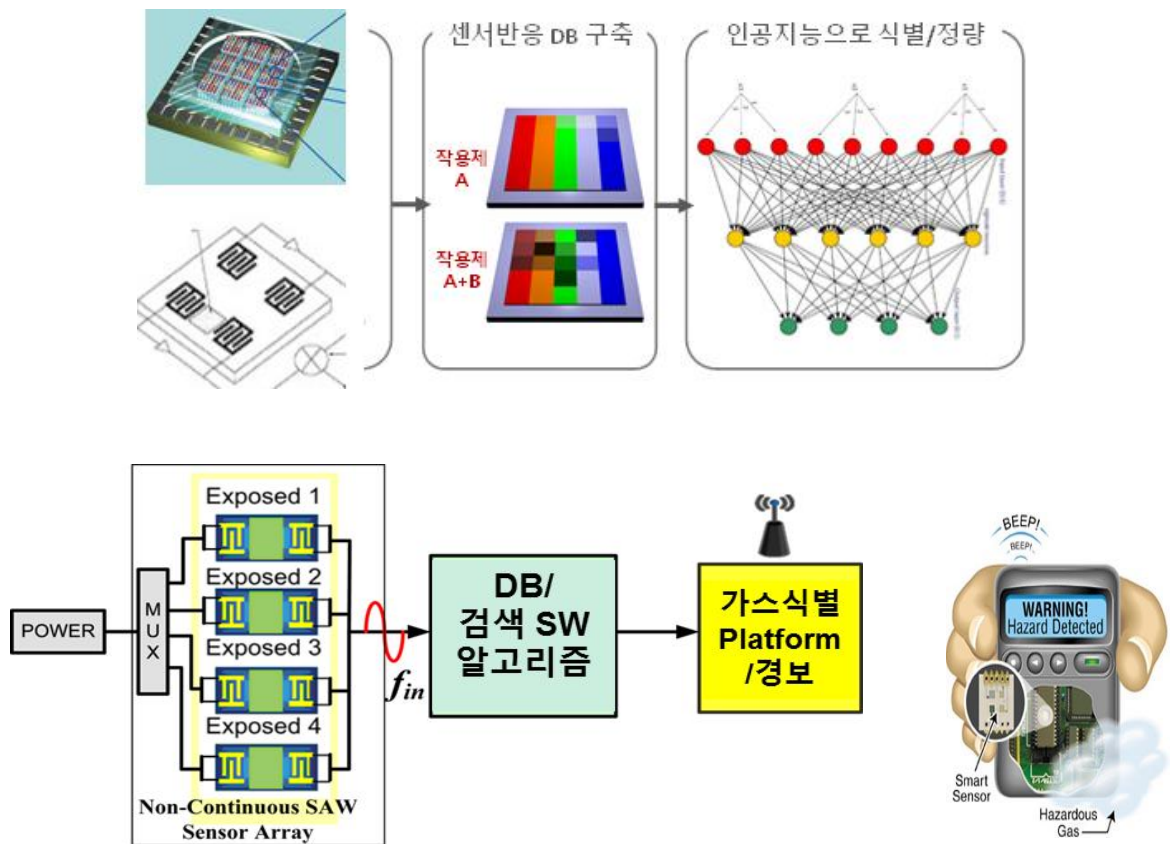 센서반응 DB 구축
인공지능으로 식별/정량
작용제
A
작용제
A+B
Exposed 1
Exposed 2
Exposed 3
Exposed 4
POWER
MUX
Non-Continuous SAW
Sensor Array
fin
DB/
검색 SW
알고리즘
가스식별
Platform
/경보
BEEP!
BEEP!
WARNING!
Hazard Detected
Smart
Sensor
Hazardous
Gas